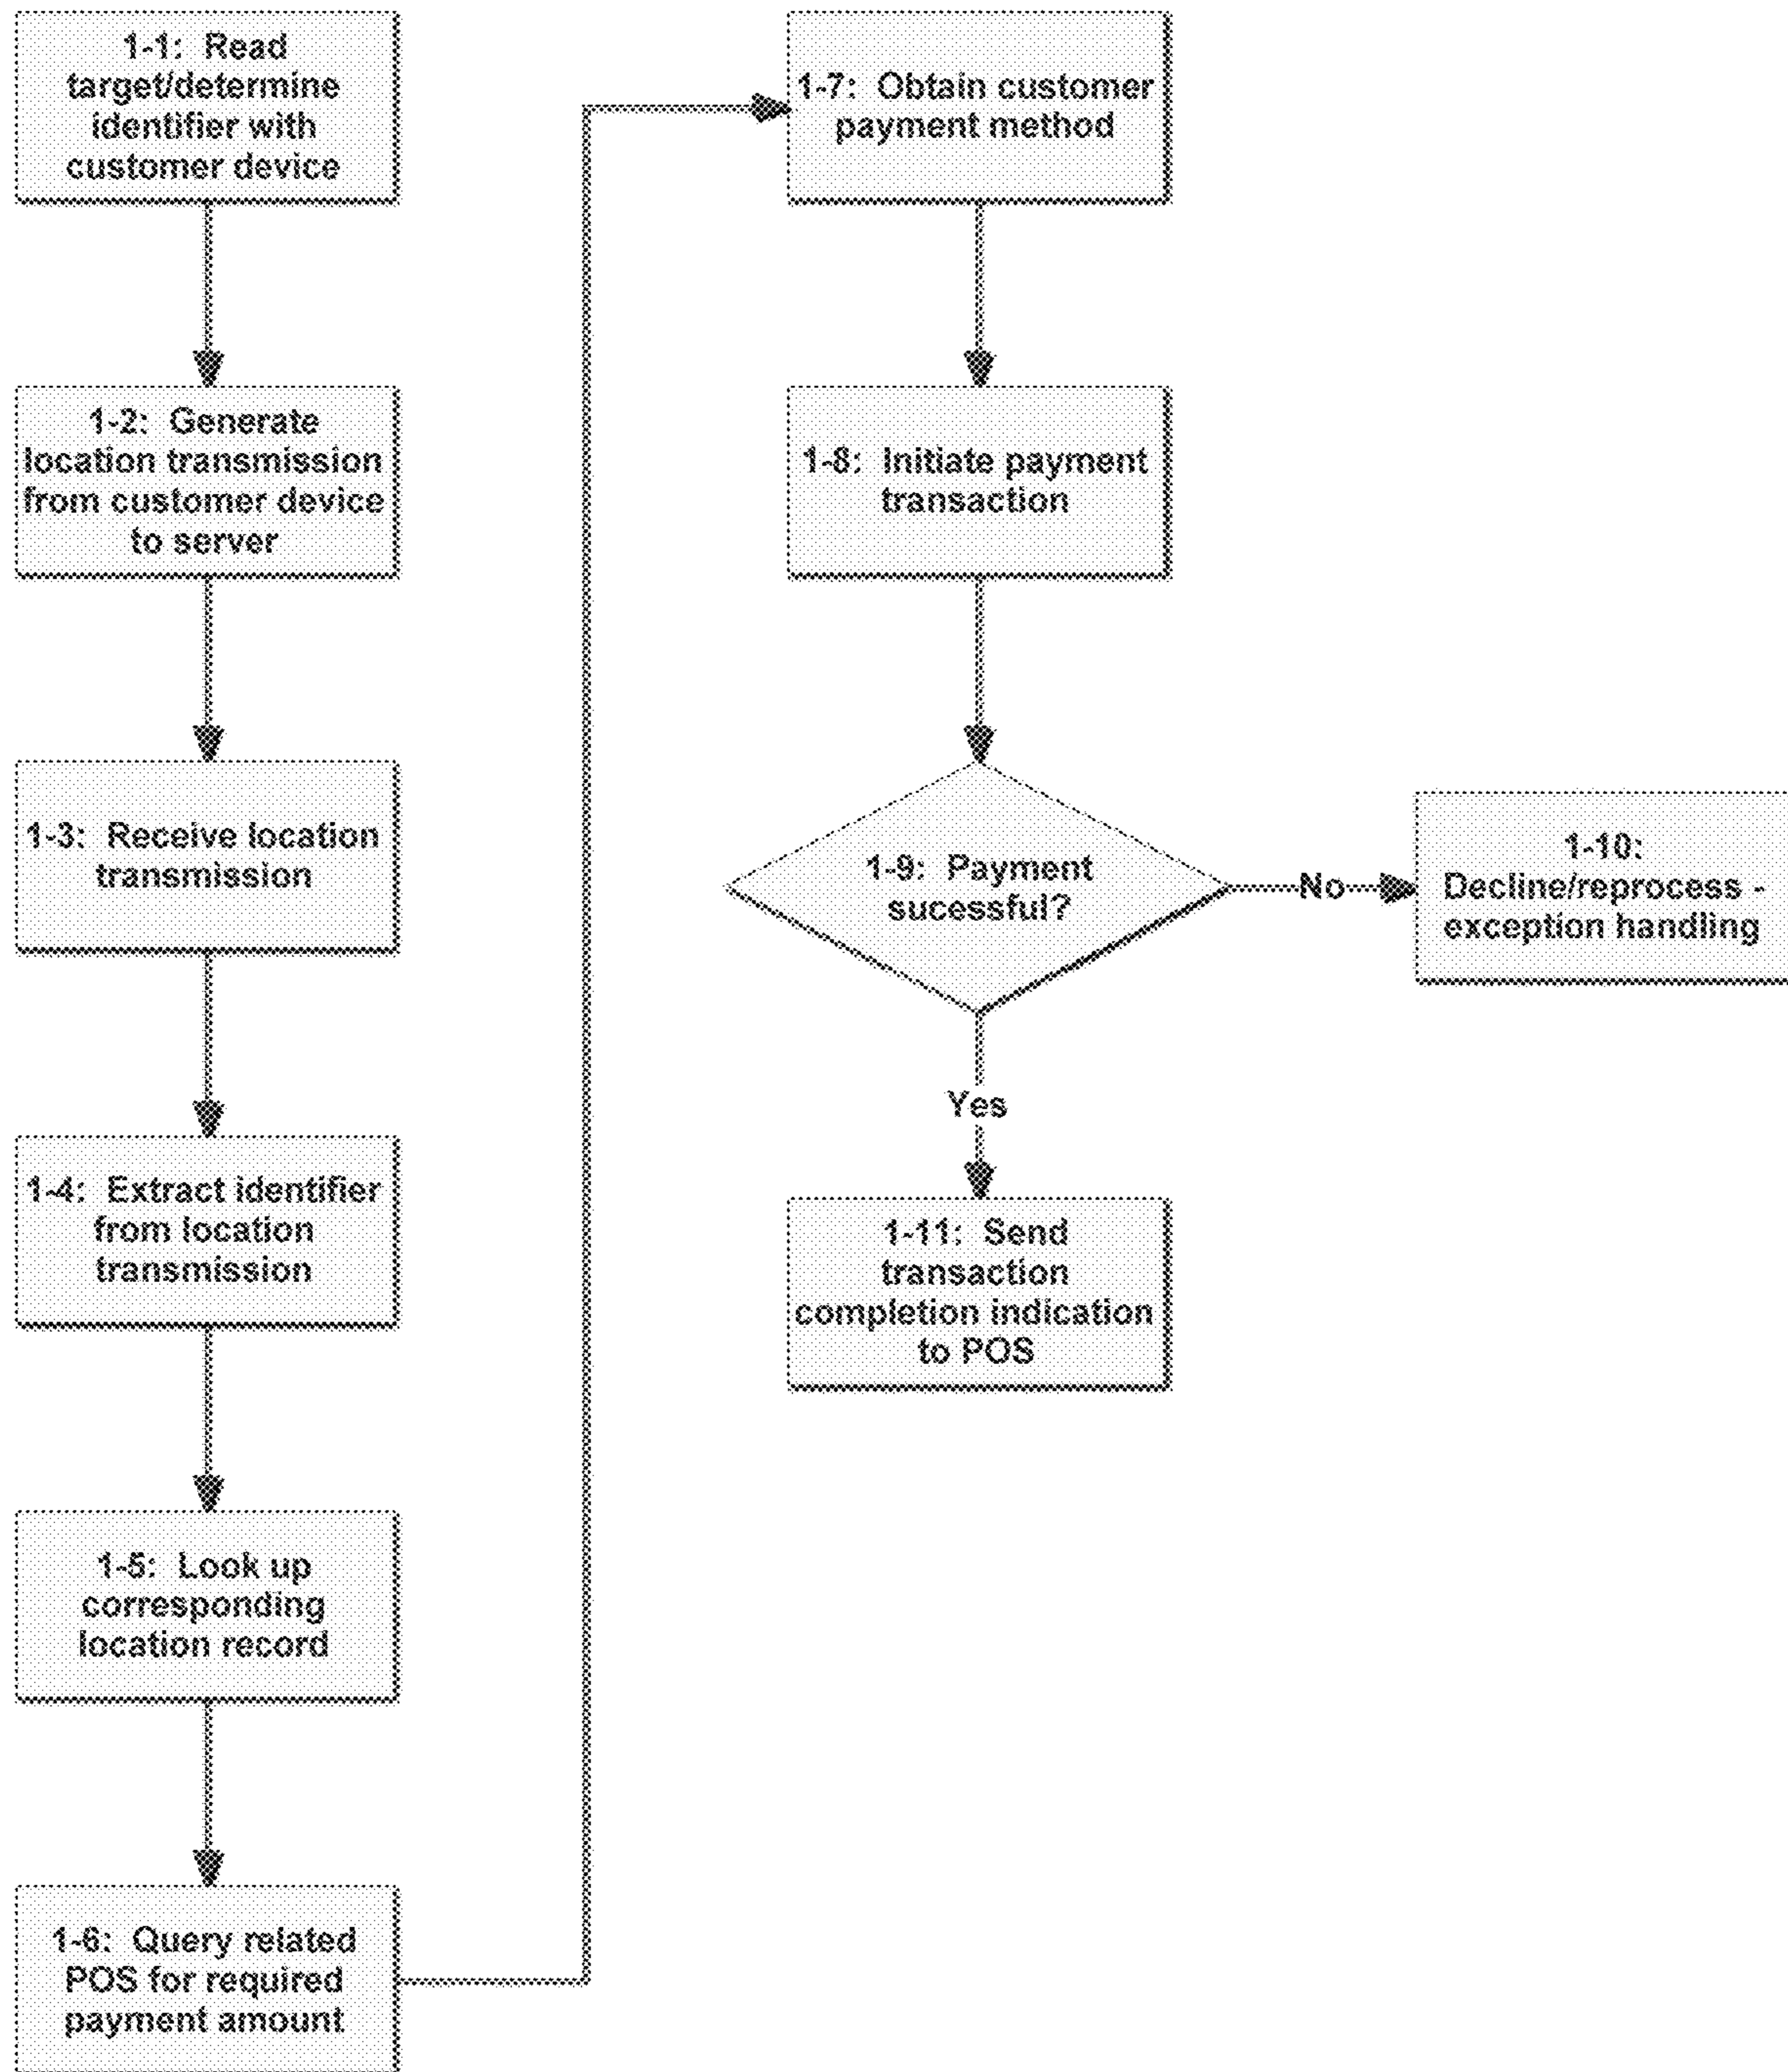 1-1: Read
target/determine
identifier with
customer device
1-2: Generate
location transmission
from customer device
to server
1-3: Receive location
transmission
1-4: Extract identifier
from location
transmission
1-5: Look up
corresponding
location record
1-6: Query related
POS for required
payment amount
1-7: Obtain customer
payment method
1-8: Initiate payment
transaction
1-9: Payment
sucessful?
No
1-10:
Decline/reprocess -
exception handling
Yes
1-11: Send
transaction
completion indication
to POS